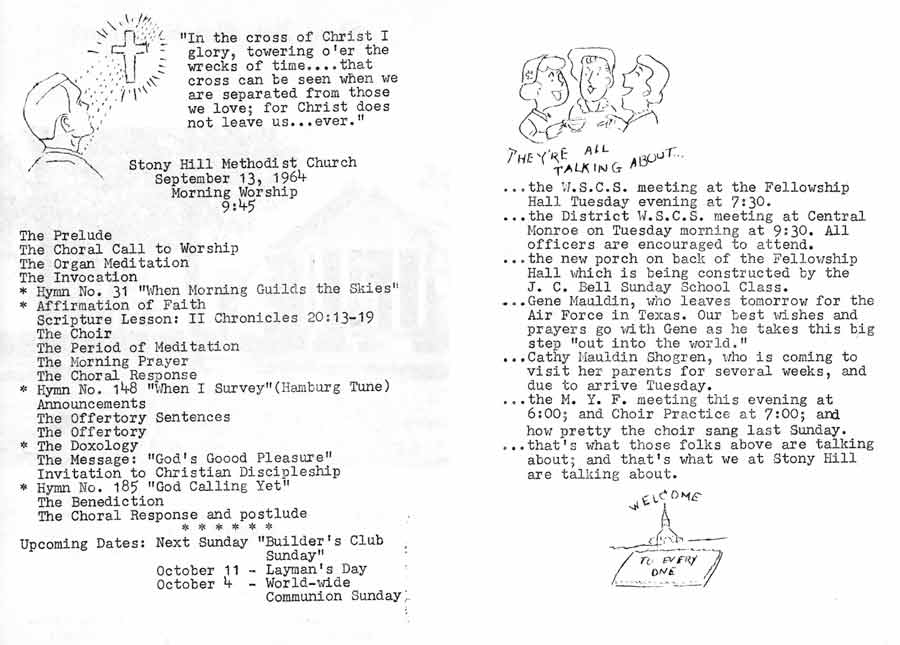 "In the cross of Christ I
glory, towering o'er the
wrecks of time....that
cross can be seen when we
are separated from those
we love; for Christ does
not leave us...ever."
Stony Hill Methodist Church
September 13, 1964
Morning Worship
9:45
The Prelude
The Choral Call to Worship
The Organ Meditation
The Invocation
* Hymn No. 31 "When Morning Guilds the Skies"
* Affirmation of Faith
Scripture Lesson: II Chronicles 20:13-19
The Choir
The Period of Meditation
The Morning Prayer
The Choral Response
* Hymn No. 148 "When I Survey"(Hamburg Tune)
Announcements
The Offertory Sentences
The Offertory
* The Doxology
The Message: "God's Goood Pleasure"
Invitation to Christian Discipleship
* Hymn No. 185 "God Calling Yet"
The Benediction
The Choral Response and postlude
* * * * * *
Upcoming Dates: Next Sunday "Builder's Club
Sunday"
October 11 - Layman's Day
October 4 - World-wide
Communion Sunday
THEY'RE ALL
TALKING ABOUT...
...the W.S.C.S. meeting at the Fellowship
Hall Tuesday evening at 7:30.
...the District W.S.C.S. meeting at Central
Monroe on Tuesday morning at 9:30. All
officers are encouraged to attend.
...the new porch on back of the Fellowship
Hall which is being constructed by the
J. C. Bell Sunday School Class.
...Gene Mauldin, who leaves tomorrow for the
Air Force in Texas. Our best wishes and
prayers go with Gene as he takes this big
step "out into the world."
...Cathy Mauldin Shogren, who is coming to
visit her parents for several weeks, and
due to arrive Tuesday.
...the M. Y. F. meeting this evening at
6:00; and Choir Practice at 7:00; and
how pretty the choir sang last Sunday.
...that's what those folks above are talking
about; and that's what we at Stony Hill
are talking about.
WELCOME
TO EVERY
ONE